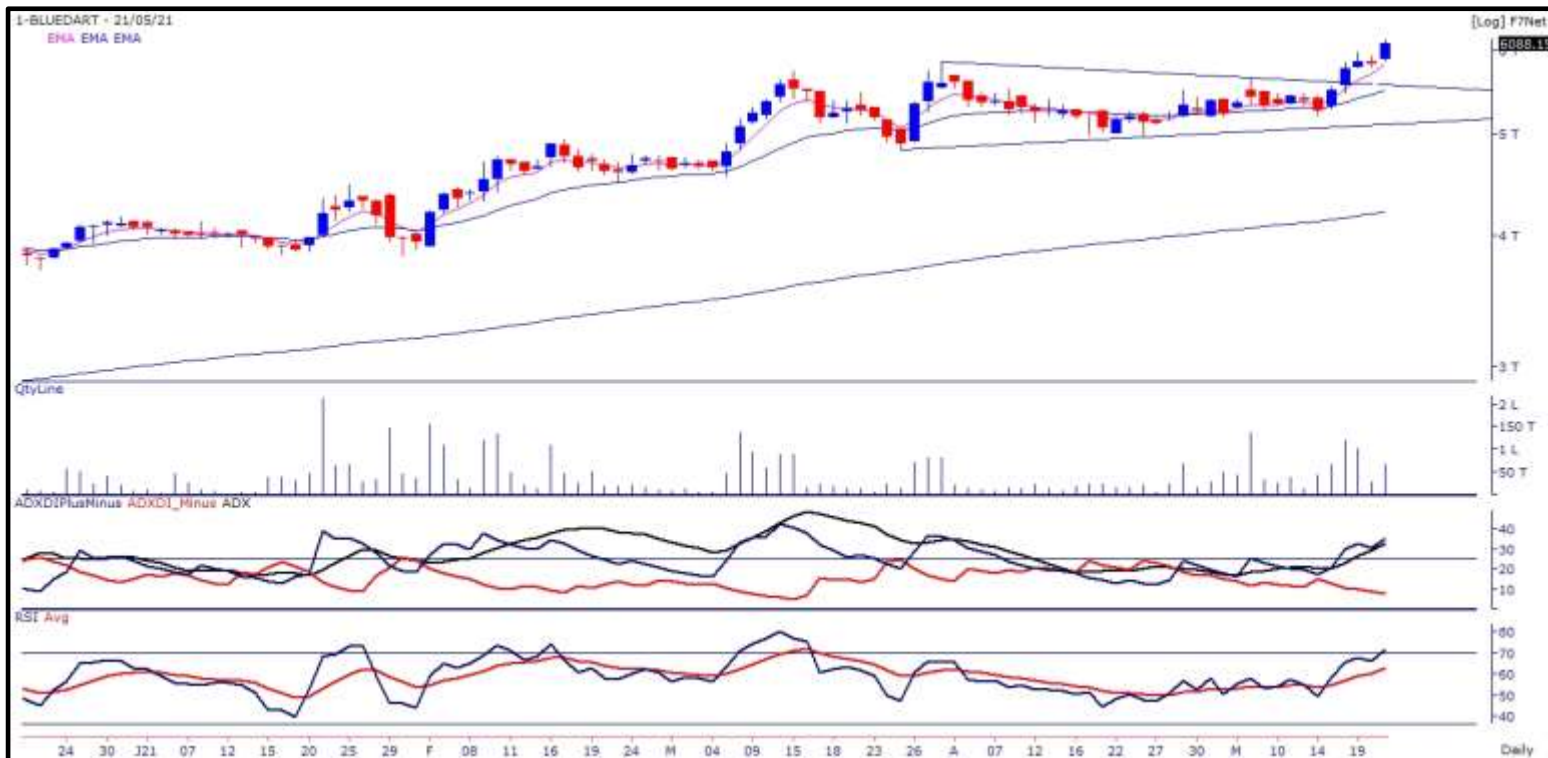 1-BLUEDART - 21/05/21
[Log] F7Net
EMA EMA EMA
6088.15
5 T
4 T
3 T
QtyLine
2 L
150 T
1 L
50 T
ADXDIPlusMinus ADXDI_Minus ADX
40
30
20
10
RSI Avg
80
70
60
50
40
24 30 J21 07 12 15 20 25 29 F 08 11 16 19 24 M 04 09 15 18 23 26 A 07 12 16 22 27 30 M 10 14 19 Daily